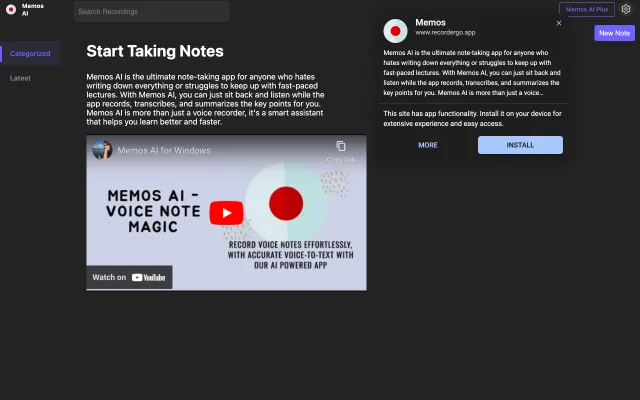 Memos
AI
Search Recordings
Memos AI Plus
New Note
Categorized
Latest
Start Taking Notes
Memos AI is the ultimate note-taking app for anyone who hates
writing down everything or struggles to keep up with fast-paced
lectures. With Memos AI, you can just sit back and listen while the
app records, transcribes, and summarizes the key points for you.
Memos AI is more than just a voice recorder, it's a smart assistant
that helps you learn better and faster.
Memos AI for Windows
Copy link
MEMOS AI -
VOICE NOTE
MAGIC
RECORD VOICE NOTES EFFORTLESSLY,
WITH ACCURATE VOICE-TO-TEXT WITH
OUR AI POWERED APP
Watch on YouTube
Memos
www.recordergo.app
Memos AI is the ultimate note-taking app for anyone who hates
writing down everything or struggles to keep up with
fast-paced lectures. With Memos AI, you can just sit back and
listen while the app records, transcribes, and summarizes the
key points for you. Memos AI is more than just a voice...
This site has app functionality. Install it on your device for
extensive experience and easy access.
MORE
INSTALL